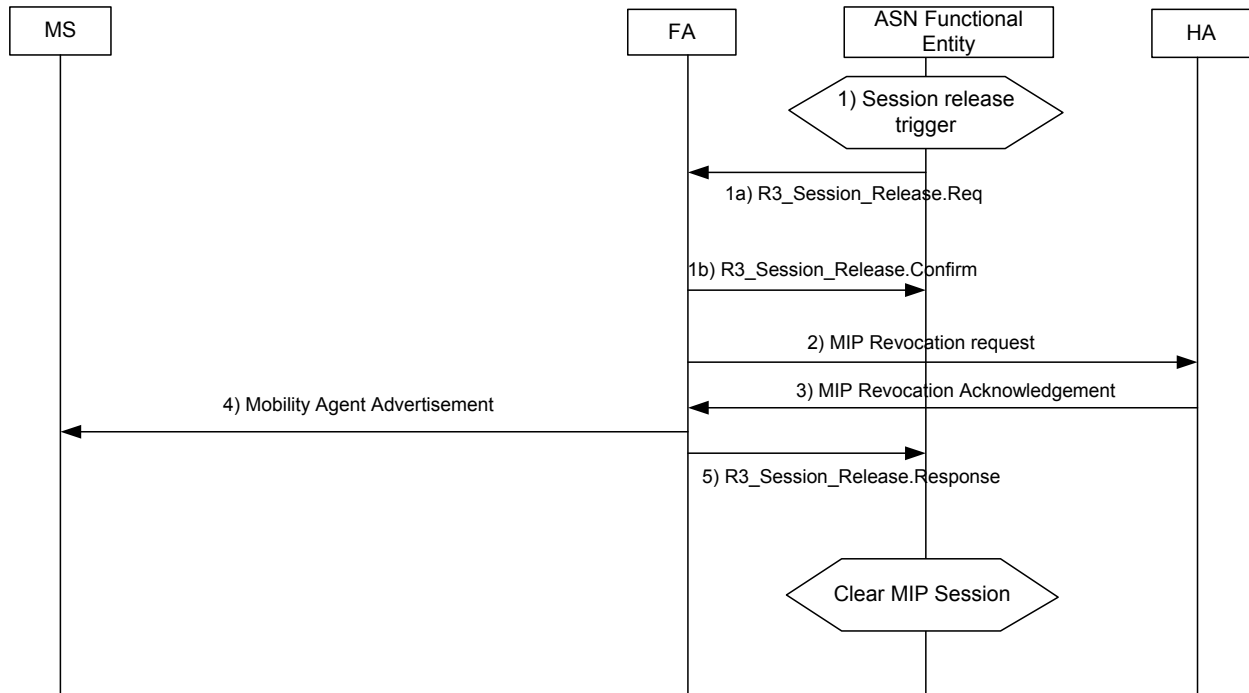 MS
FA
ASN Functional
Entity
HA
1) Session release
trigger
1a) R3_Session_Release.Req
1b) R3_Session_Release.Confirm
2) MIP Revocation request
3) MIP Revocation Acknowledgement
4) Mobility Agent Advertisement
5) R3_Session_Release.Response
Clear MIP Session